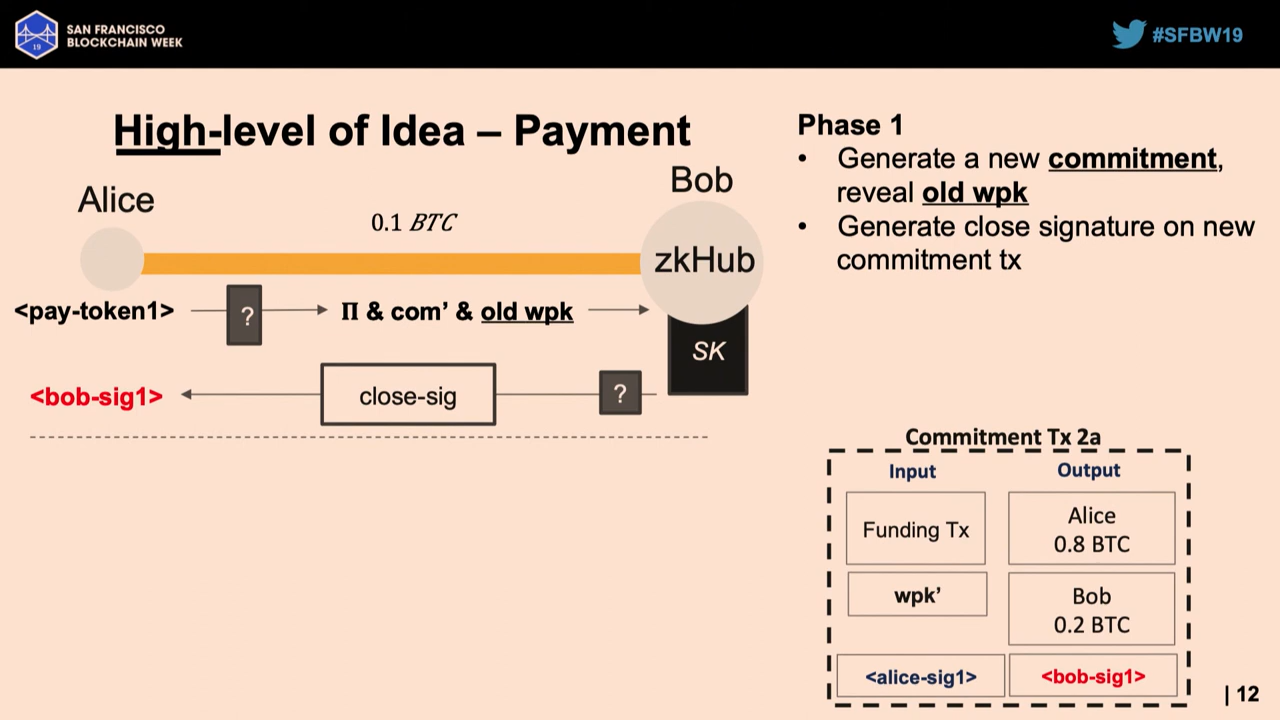 SAN FRANCISCO
BLOCKCHAIN WEEK
19
#SFBW19
High-level of Idea – Payment
Alice
Bob
0.1 BTC
zkHub
<pay-token1>
?
Π & com’ & old wpk
SK
<bob-sig1>
close-sig
?
Phase 1
• Generate a new commitment,
reveal old wpk
• Generate close signature on new
commitment tx
Commitment Tx 2a
Input
Output
Funding Tx
Alice
0.8 BTC
wpk’
Bob
0.2 BTC
<alice-sig1>
<bob-sig1>
| 12